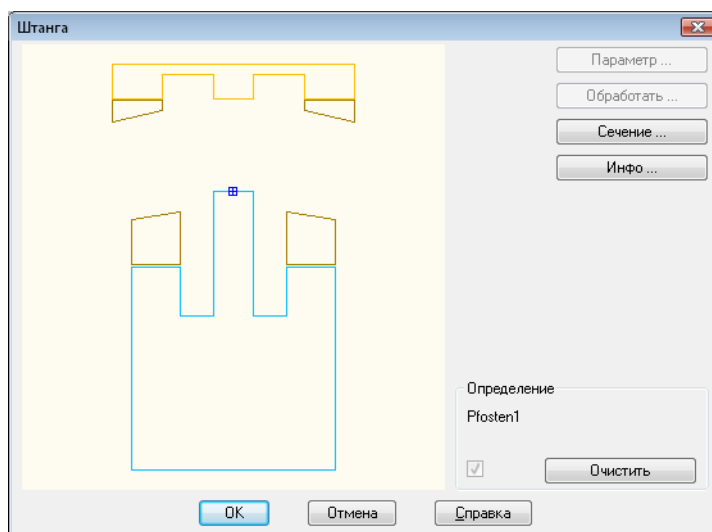 Штанга
Параметр ...
Обработать ...
Сечение ...
Инфо ...
Определение
Pfosten1
Очистить
OK
Отмена
Справка